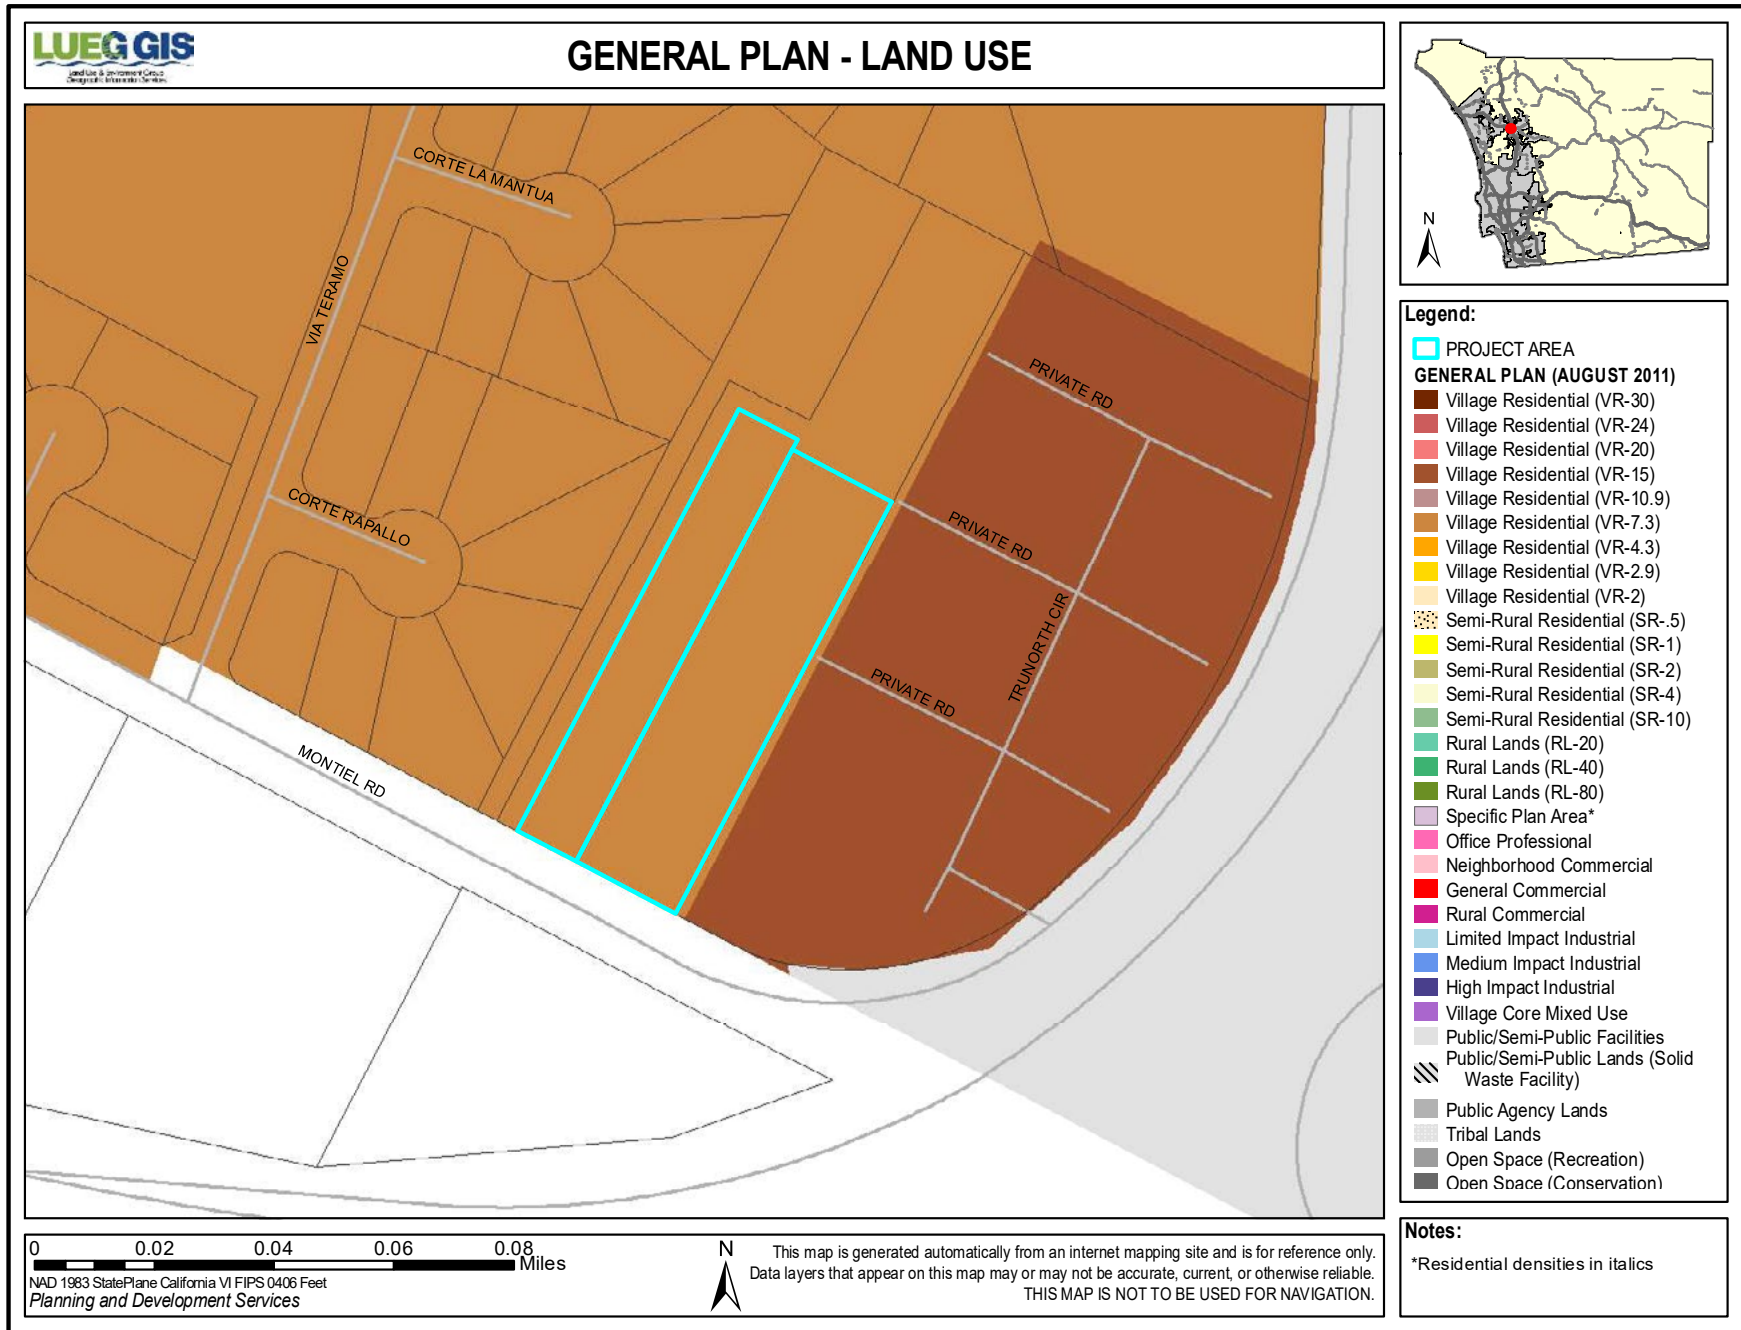 LUEG GIS
Land Use & Environment Group
Geographic Information Services
GENERAL PLAN - LAND USE
N
CORTE LA MANTUA
VIA TERAMO
CORTE RAPALLO
MONTIEL RD
PRIVATE RD
PRIVATE RD
PRIVATE RD
TRUNORTH CIR
Legend:
PROJECT AREA
GENERAL PLAN (AUGUST 2011)
Village Residential (VR-30)
Village Residential (VR-24)
Village Residential (VR-20)
Village Residential (VR-15)
Village Residential (VR-10.9)
Village Residential (VR-7.3)
Village Residential (VR-4.3)
Village Residential (VR-2.9)
Village Residential (VR-2)
Semi-Rural Residential (SR-.5)
Semi-Rural Residential (SR-1)
Semi-Rural Residential (SR-2)
Semi-Rural Residential (SR-4)
Semi-Rural Residential (SR-10)
Rural Lands (RL-20)
Rural Lands (RL-40)
Rural Lands (RL-80)
Specific Plan Area*
Office Professional
Neighborhood Commercial
General Commercial
Rural Commercial
Limited Impact Industrial
Medium Impact Industrial
High Impact Industrial
Village Core Mixed Use
Public/Semi-Public Facilities
Public/Semi-Public Lands (Solid
Waste Facility)
Public Agency Lands
Tribal Lands
Open Space (Recreation)
Open Space (Conservation)
0 0.02 0.04 0.06 0.08
Miles
NAD 1983 StatePlane California VI FIPS 0406 Feet
Planning and Development Services
N
This map is generated automatically from an internet mapping site and is for reference only.
Data layers that appear on this map may or may not be accurate, current, or otherwise reliable.
THIS MAP IS NOT TO BE USED FOR NAVIGATION.
Notes:
*Residential densities in italics